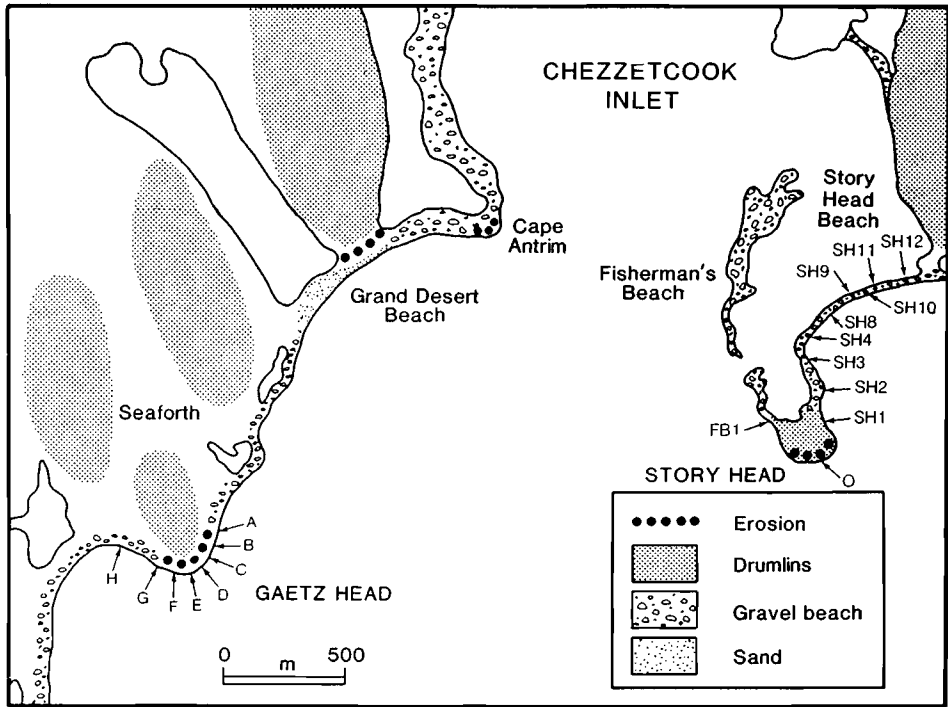 CHEZZETCOOK
INLET
Story
Head
Beach
Cape
Antrim
SH11
SH12
SH9
Fisherman's
Beach
Grand Desert
Beach
SH10
SH8
SH4
SH3
SH2
Seaforth
SH1
FB1
STORY HEAD
O
A
B
C
D
E
F
G
H
GAETZ HEAD
0 500
m
Erosion
Drumlins
Gravel beach
Sand